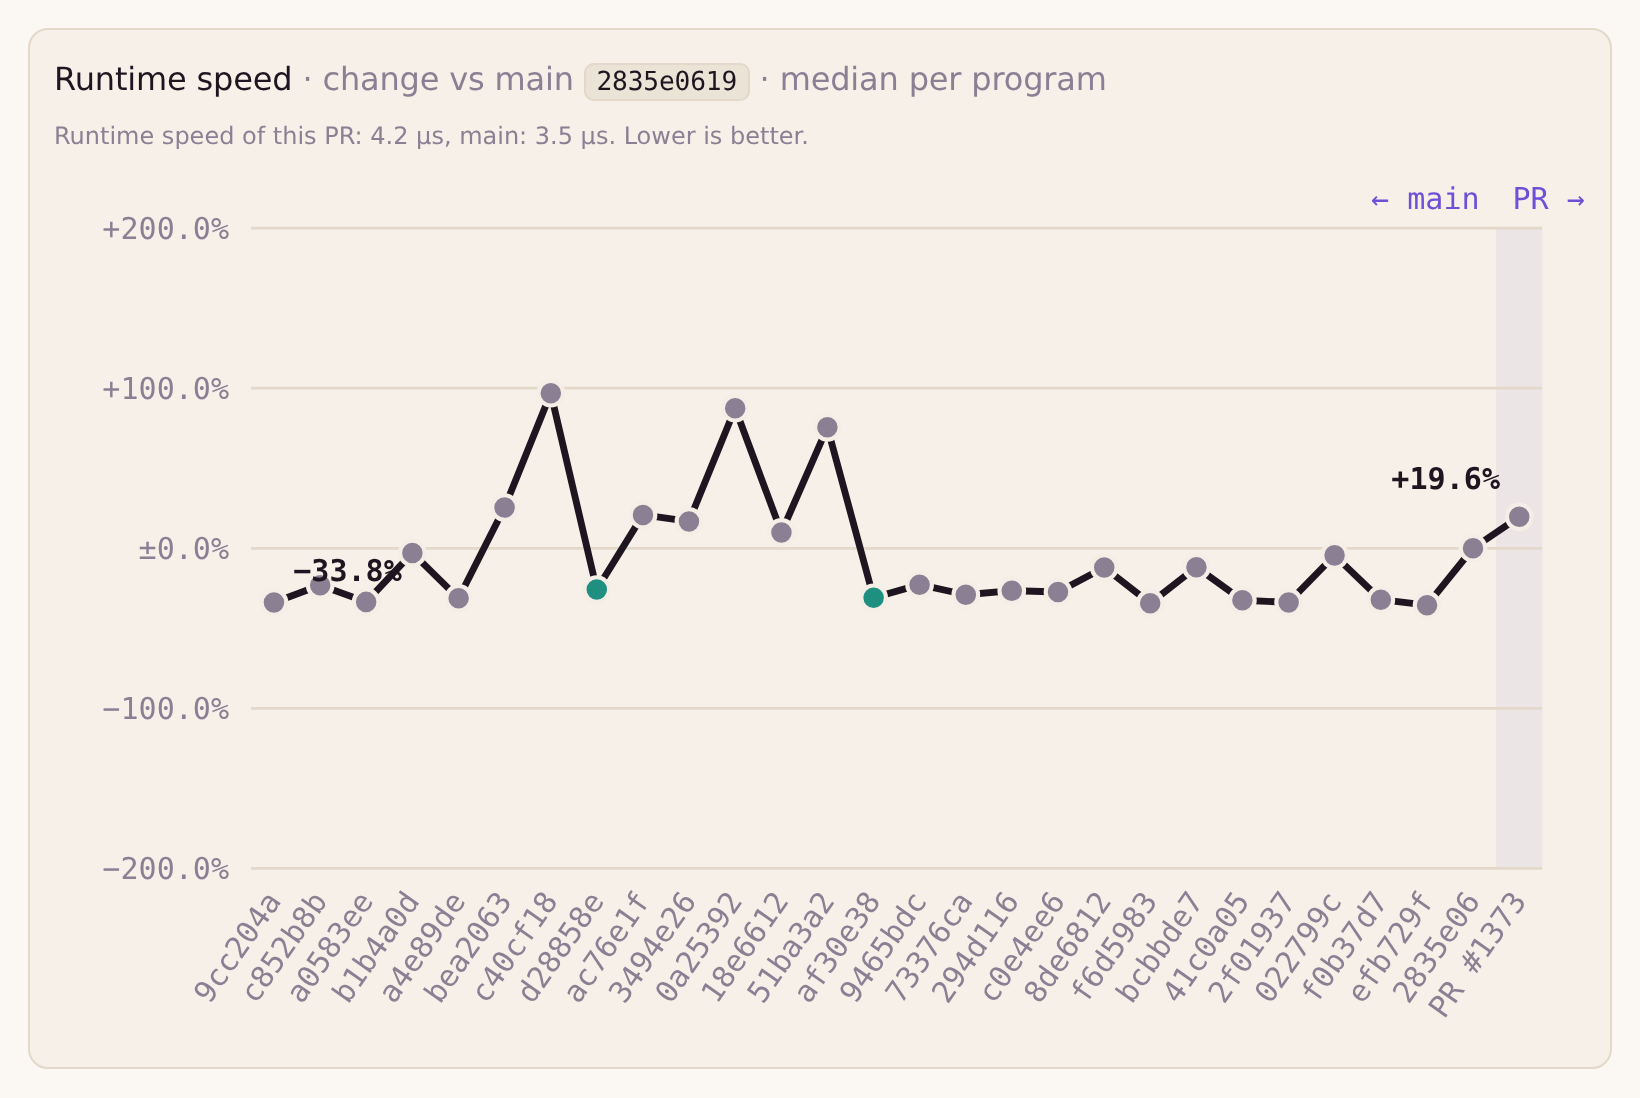 Runtime speed · change vs main 2835e0619 · median per program
Runtime speed of this PR: 4.2 µs, main: 3.5 µs. Lower is better.
← main PR →
+200.0%
+100.0%
±0.0%
−100.0%
−200.0%
−33.8%
+19.6%
9cc204a
c852b8b
a0583ee
b1b4a0d
a4e89de
bea2063
c40cf18
d28858e
ac76e1f
3494e26
0a25392
18e6612
51ba3a2
af30e38
9465bdc
73376ca
294d116
c0e4ee6
8de6812
f6d5983
bcbbde7
41c0a05
2f01937
022799c
f0b37d7
efb729f
2835e06
PR #1373